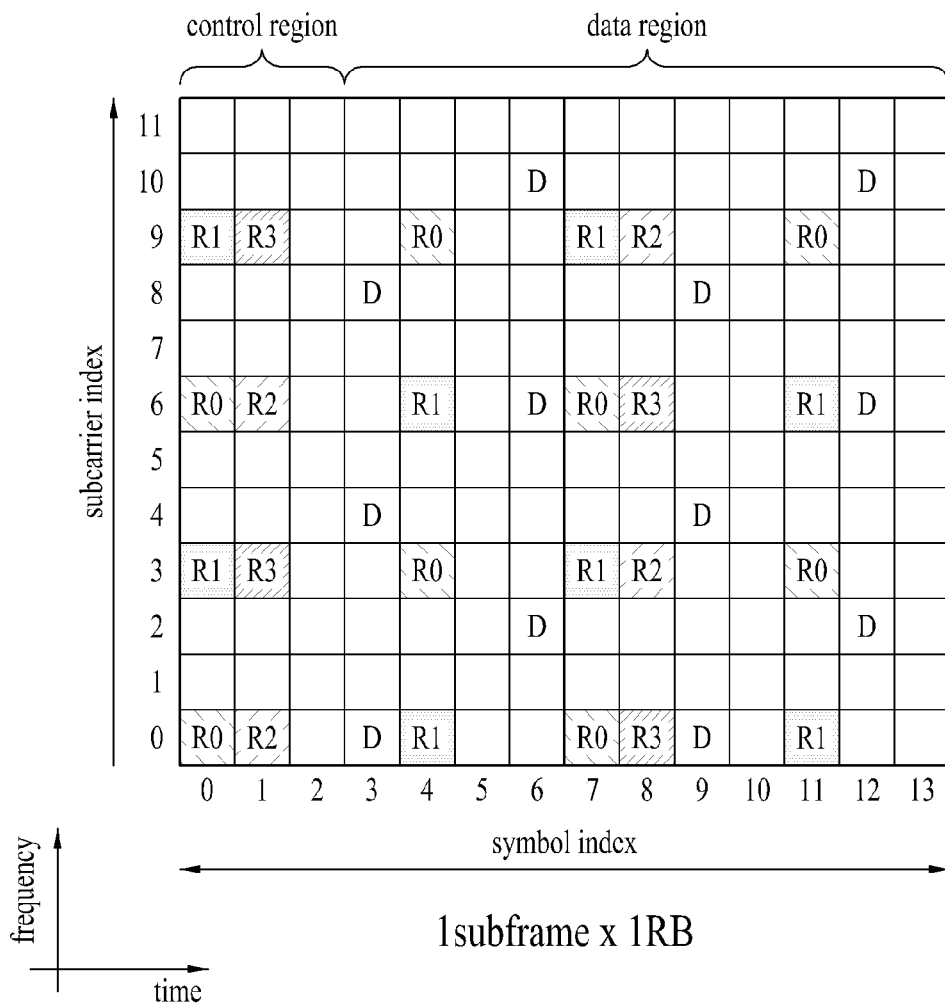 control region data region
11
10 D D
9 R1 R3 R0 R1 R2 R0
8 D D
7
6 R0 R2 R1 D R0 R3 R1 D
5
4 D D
3 R1 R3 R0 R1 R2 R0
2 D D
1
0 R0 R2 D R1 R0 R3 D R1
subcarrier index
0 1 2 3 4 5 6 7 8 9 10 11 12 13
symbol index
frequency
time
1subframe x 1RB